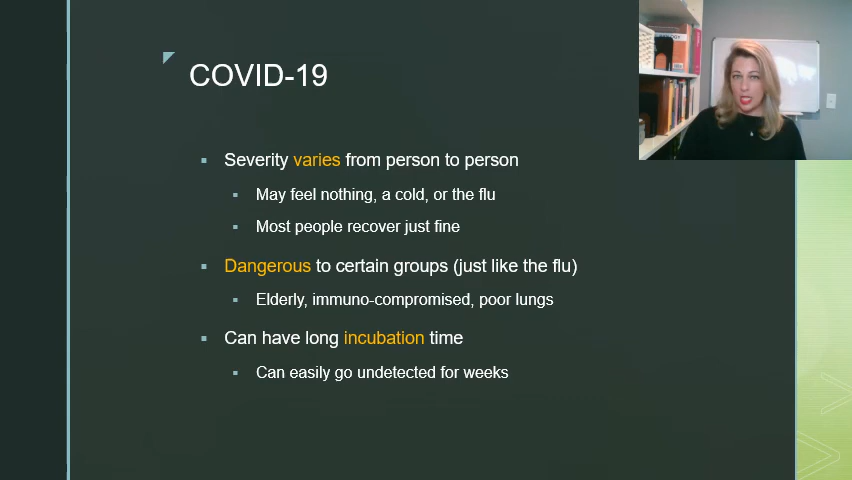 COVID-19
Severity varies from person to person
May feel nothing, a cold, or the flu
Most people recover just fine
Dangerous to certain groups (just like the flu)
Elderly, immuno-compromised, poor lungs
Can have long incubation time
Can easily go undetected for weeks